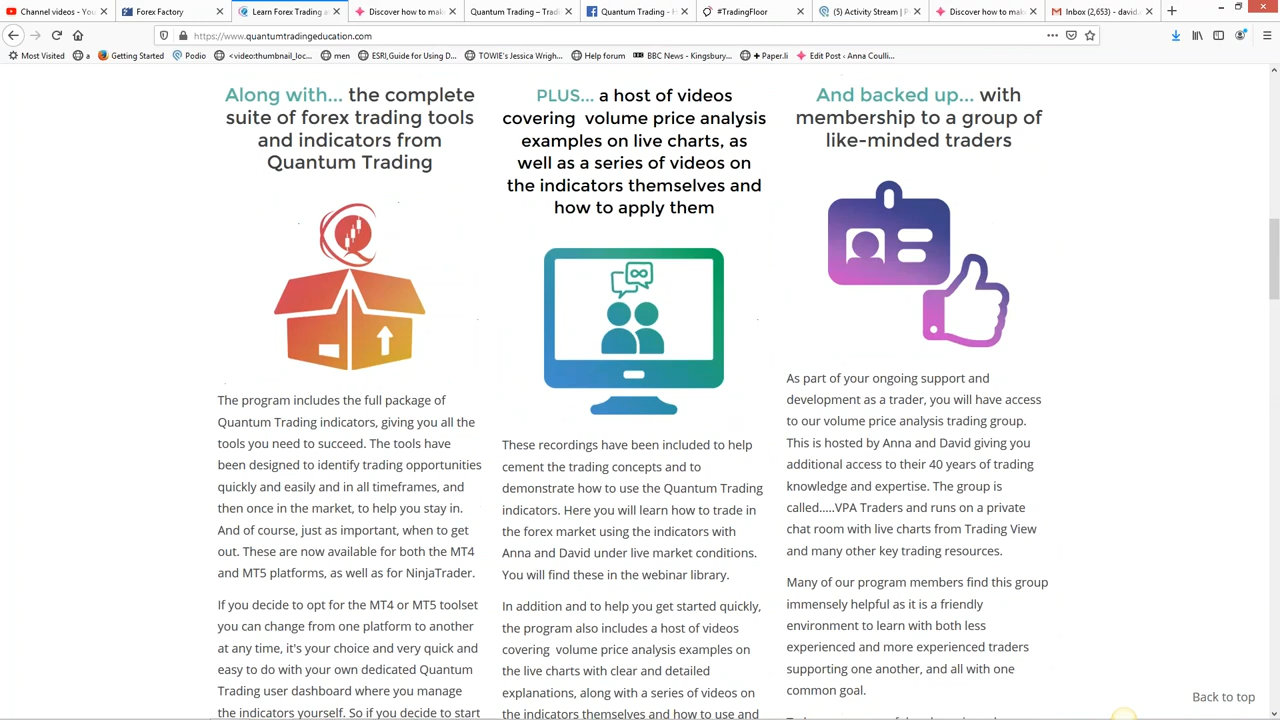 Channel videos - You
Forex Factory
Learn Forex Trading a
Discover how to mak
Quantum Trading – Trad
Quantum Trading - H
#TradingFloor
(5) Activity Stream | P
Discover how to mak
Inbox (2,653) - david.
https://www.quantumtradingeducation.com
Most Visited
a
Getting Started
Podio
<video:thumbnail_loc...
men
ESRI,Guide for Using D...
TOWIE's Jessica Wrigh...
Help forum
BBC News - Kingsbury...
+ Paper.li
Edit Post ‹ Anna Coulli...
Along with... the complete
suite of forex trading tools
and indicators from
Quantum Trading
The program includes the full package of
Quantum Trading indicators, giving you all the
tools you need to succeed. The tools have
been designed to identify trading opportunities
quickly and easily and in all timeframes, and
then once in the market, to help you stay in.
And of course, just as important, when to get
out. These are now available for both the MT4
and MT5 platforms, as well as for NinjaTrader.
If you decide to opt for the MT4 or MT5 toolset
you can change from one platform to another
at any time, it's your choice and very quick and
easy to do with your own dedicated Quantum
Trading user dashboard where you manage
the indicators yourself. So if you decide to start
PLUS... a host of videos
covering volume price analysis
examples on live charts, as
well as a series of videos on
the indicators themselves and
how to apply them
These recordings have been included to help
cement the trading concepts and to
demonstrate how to use the Quantum Trading
indicators. Here you will learn how to trade in
the forex market using the indicators with
Anna and David under live market conditions.
You will find these in the webinar library.
In addition and to help you get started quickly,
the program also includes a host of videos
covering volume price analysis examples on
the live charts with clear and detailed
explanations, along with a series of videos on
the indicators themselves and how to use and
And backed up... with
membership to a group of
like-minded traders
As part of your ongoing support and
development as a trader, you will have access
to our volume price analysis trading group.
This is hosted by Anna and David giving you
additional access to their 40 years of trading
knowledge and expertise. The group is
called.....VPA Traders and runs on a private
chat room with live charts from Trading View
and many other key trading resources.
Many of our program members find this group
immensely helpful as it is a friendly
environment to learn with both less
experienced and more experienced traders
supporting one another, and all with one
common goal.
Back to top